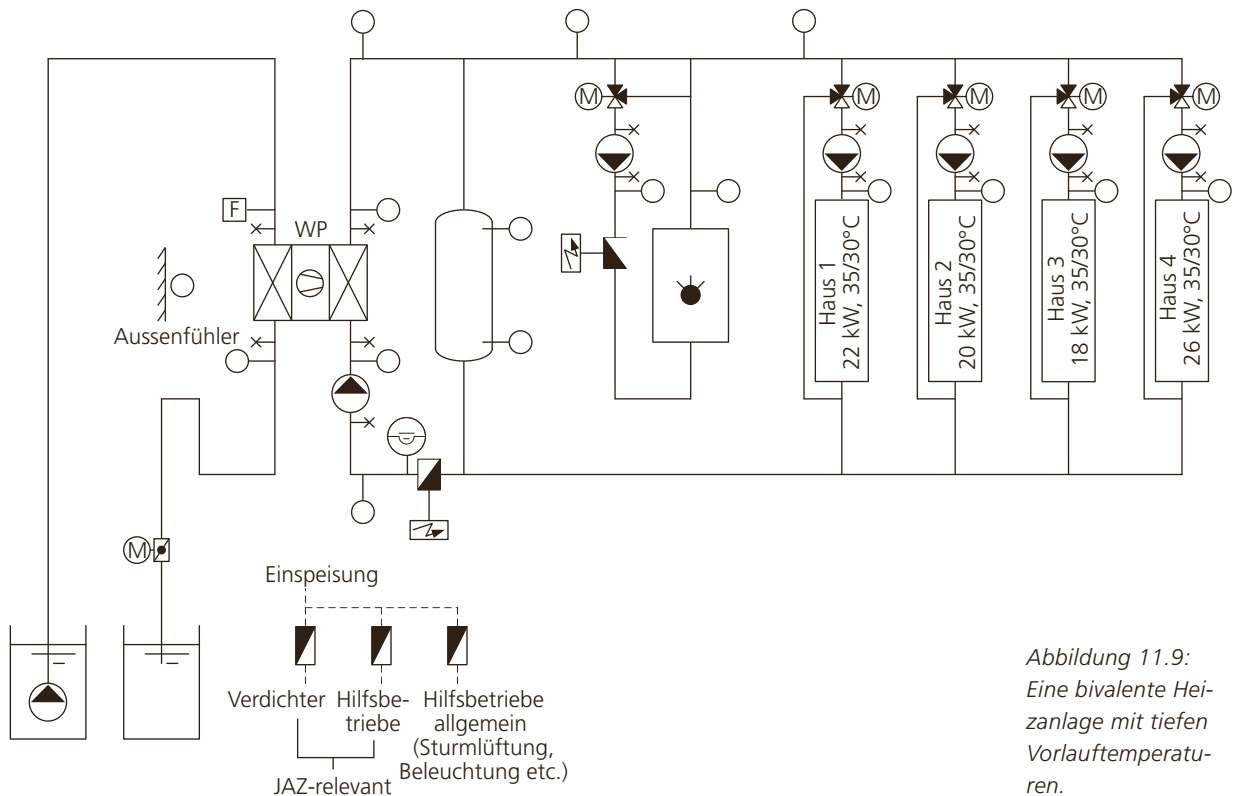 M
M
M
M
M
F
WP
Aussenfühler
Haus 1
22 kW, 35/30°C
Haus 2
20 kW, 35/30°C
Haus 3
18 kW, 35/30°C
Haus 4
26 kW, 35/30°C
M
Einspeisung
Verdichter
Hilfsbe-
triebe
Hilfsbetriebe
allgemein
(Sturmlüftung,
Beleuchtung etc.)
JAZ-relevant
Abbildung 11.9:
Eine bivalente Hei-
zanlage mit tiefen
Vorlauftemperatu-
ren.